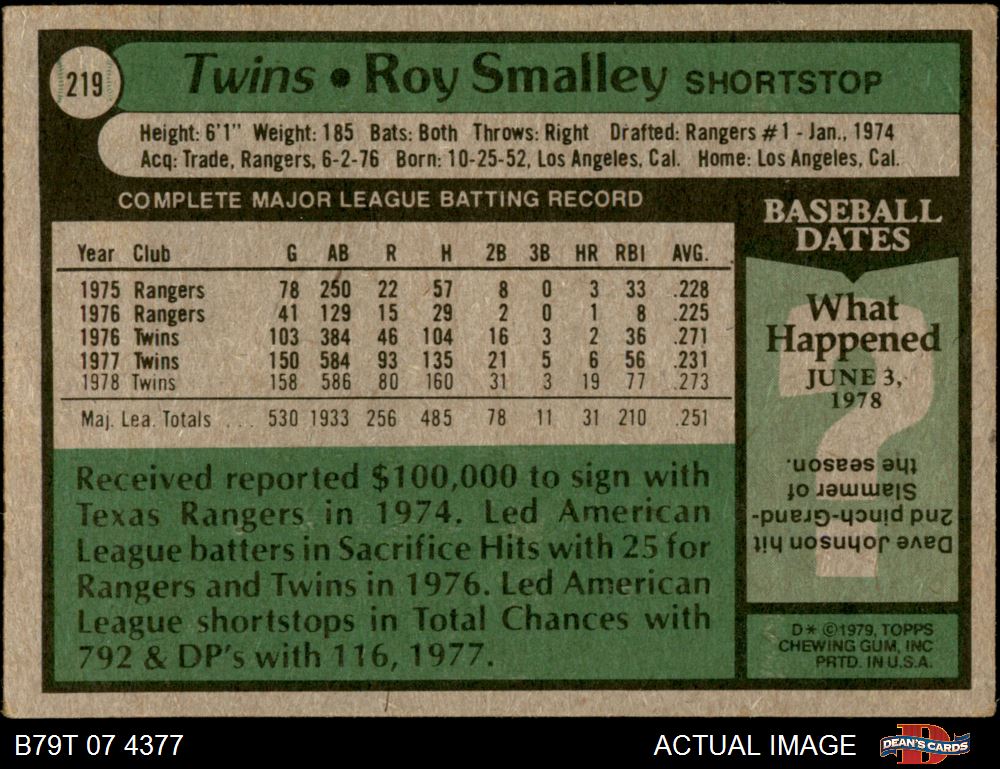 219
Twins • Roy Smalley SHORTSTOP
Height: 6'1" Weight: 185 Bats: Both Throws: Right Drafted: Rangers #1 - Jan., 1974
Acq: Trade, Rangers, 6-2-76 Born: 10-25-52, Los Angeles, Cal. Home: Los Angeles, Cal.
COMPLETE MAJOR LEAGUE BATTING RECORD
Year Club G AB R H 2B 3B HR RBI AVG.
1975 Rangers 78 250 22 57 8 0 3 33 .228
1976 Rangers 41 129 15 29 2 0 1 8 .225
1976 Twins 103 384 46 104 16 3 2 36 .271
1977 Twins 150 584 93 135 21 5 6 56 .231
1978 Twins 158 586 80 160 31 3 19 77 .273
Maj. Lea. Totals . . . 530 1933 256 485 78 11 31 210 .251
Received reported $100,000 to sign with
Texas Rangers in 1974. Led American
League batters in Sacrifice Hits with 25 for
Rangers and Twins in 1976. Led American
League shortstops in Total Chances with
792 & DP's with 116, 1977.
BASEBALL
DATES
What
Happened
JUNE 3,
1978
?
Dave Johnson hit
2nd pinch-Grand-
Slammer of
the season.
D* ©1979, TOPPS
CHEWING GUM, INC
PRTD. IN U.S.A.
B79T 07 4377
ACTUAL IMAGE
D
DEAN'S CARDS